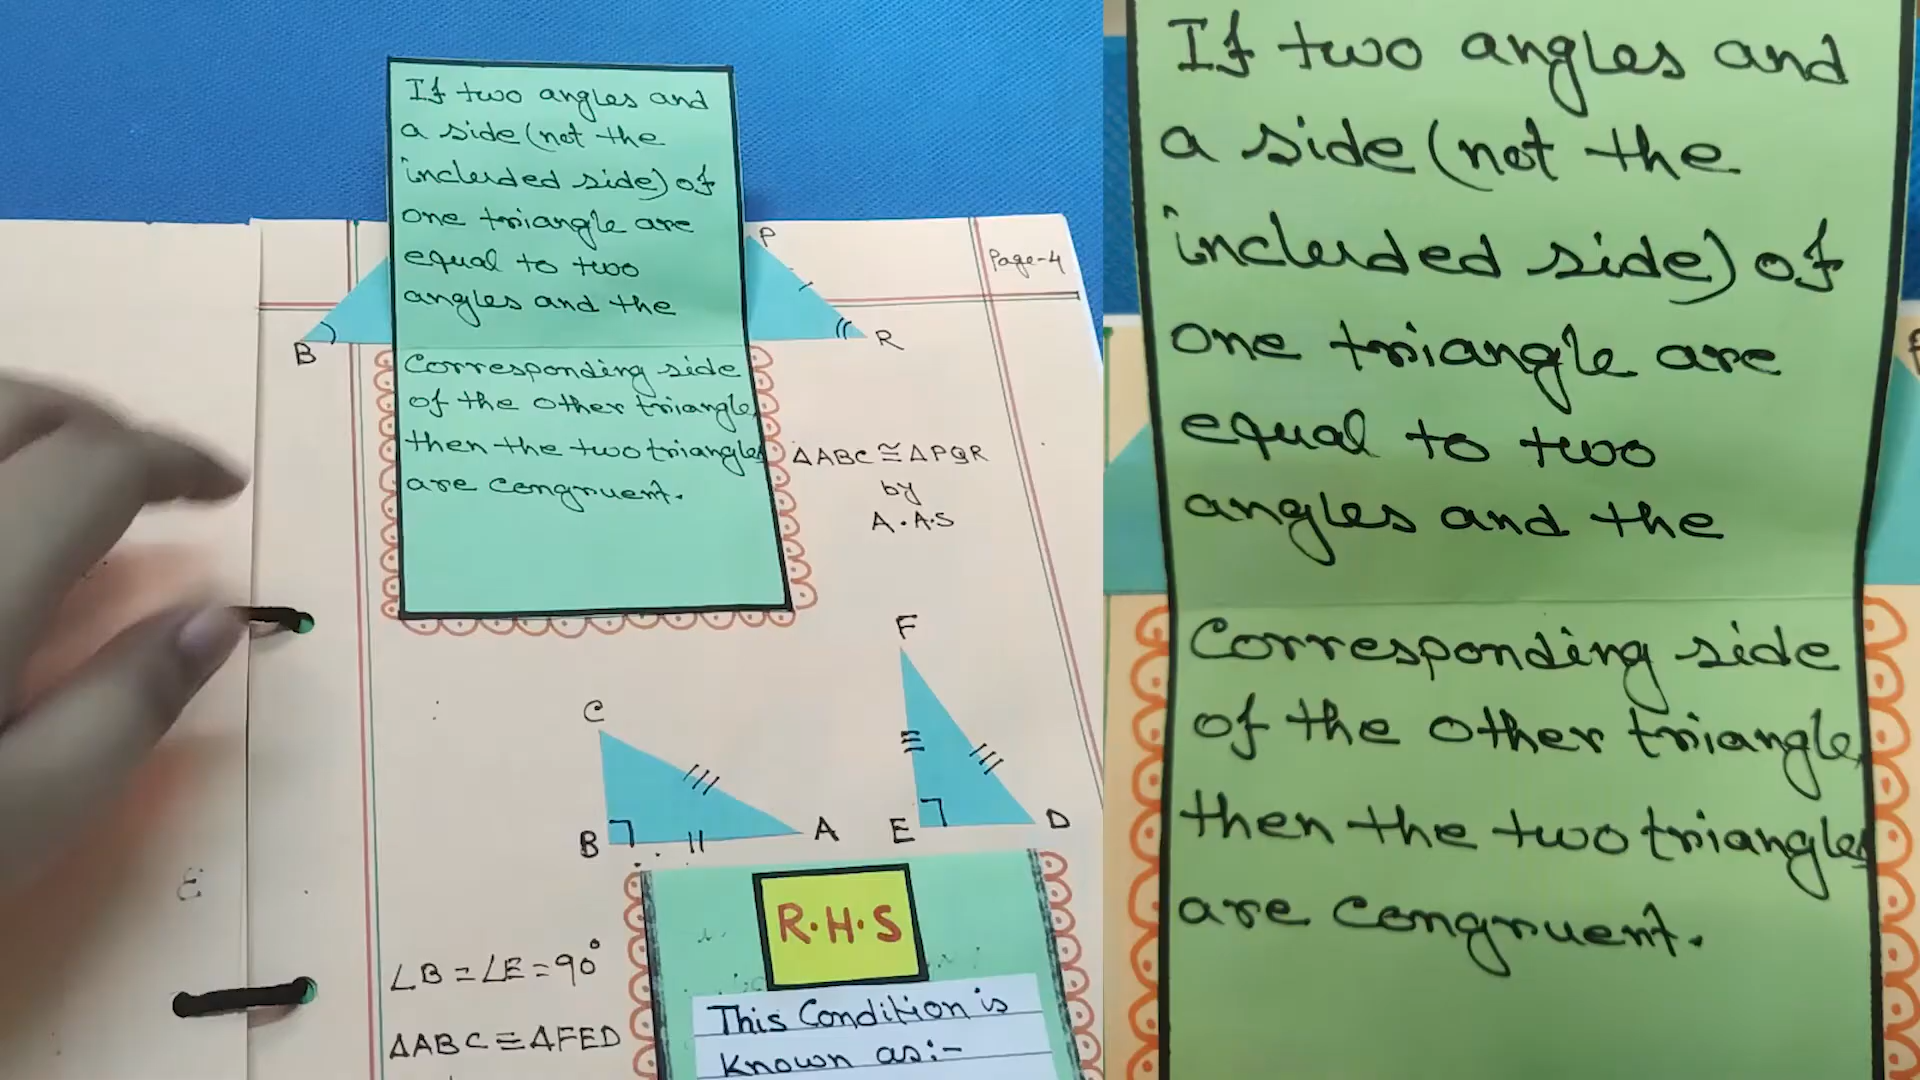 If two angles and
a side (not the
included side) of
one triangle are
equal to two
angles and the
Corresponding side
of the other triangle,
then the two triangles
are congruent.
P
Page-4
B
R
ΔABC ≅ ΔPQR
by
A.A.S
F
C
B
A
E
D
R.H.S
∠B = ∠E = 90°
ΔABC ≅ ΔFED
This Condition is
known as:-
If two angles and
a side (not the
included side) of
one triangle are
equal to two
angles and the
Corresponding side
of the other triangle,
then the two triangles
are congruent.